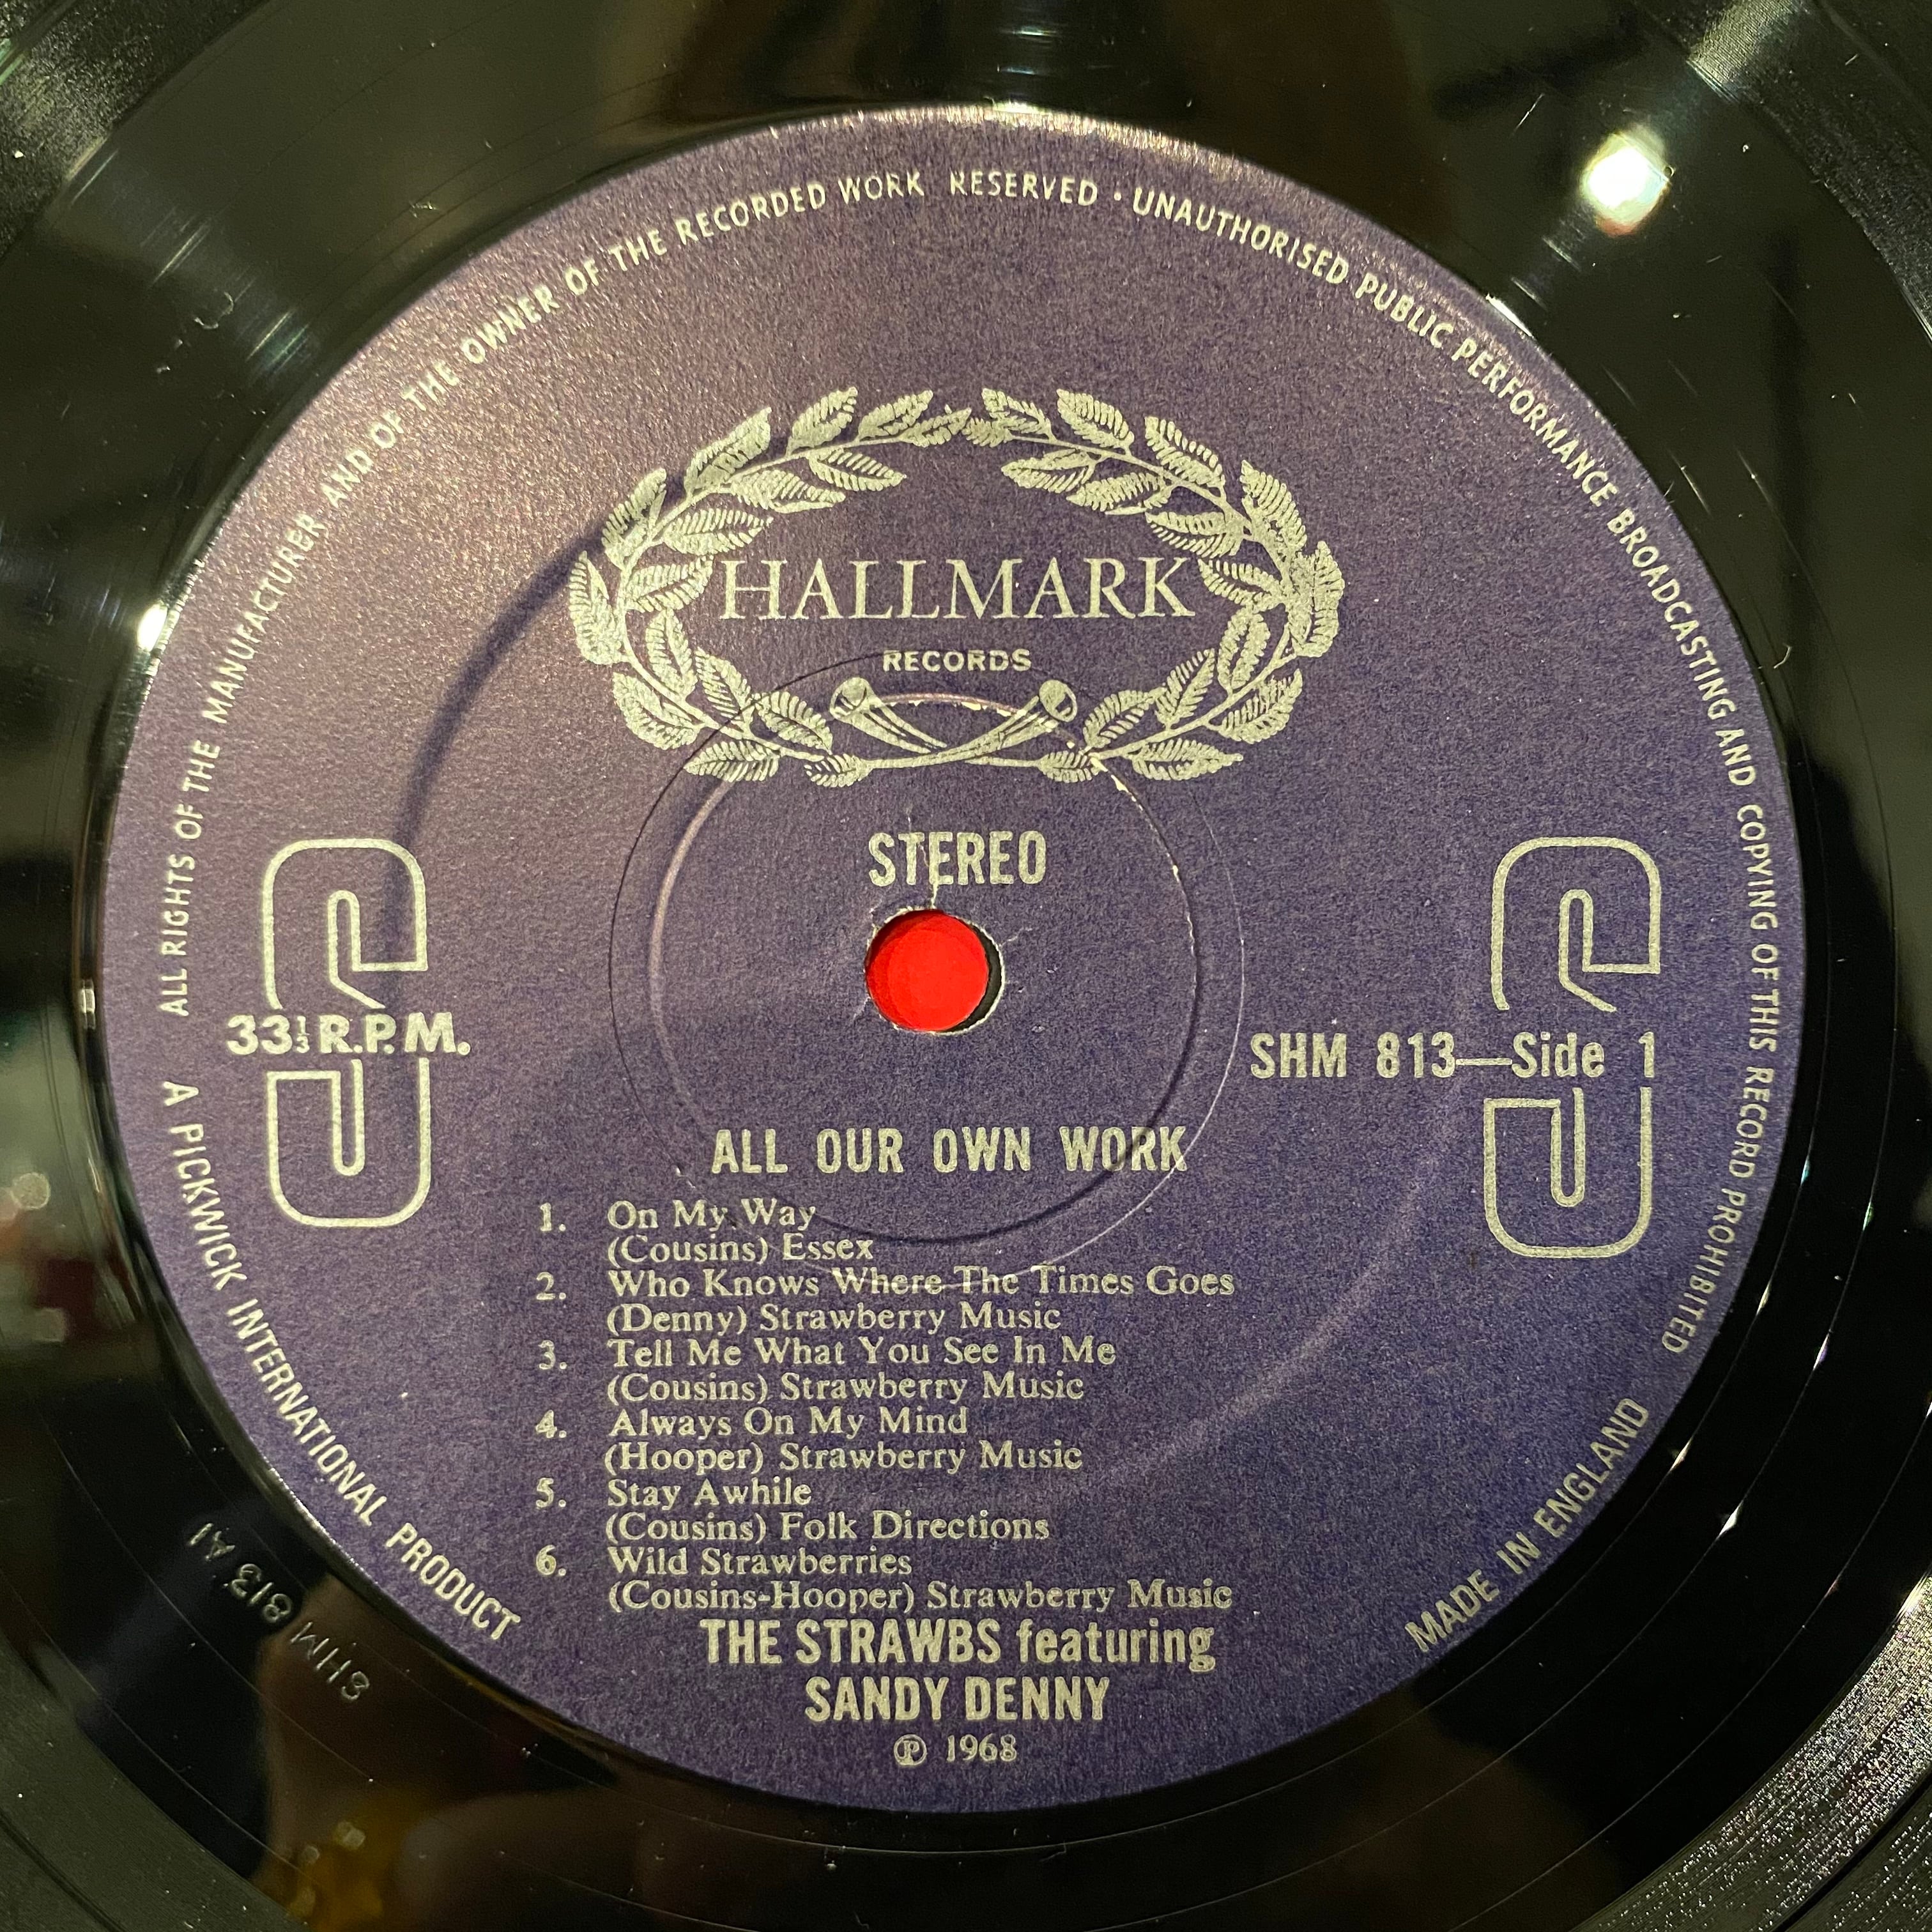 ALL RIGHTS OF THE MANUFACTURER AND OF THE OWNER OF THE RECORDED WORK RESERVED · UNAUTHORISED PUBLIC PERFORMANCE BROADCASTING AND COPYING OF THIS RECORD PROHIBITED
HALLMARK
RECORDS
STEREO
S
33⅓ R.P.M.
S
SHM 813—Side 1
ALL OUR OWN WORK
1. On My Way
(Cousins) Essex
2. Who Knows Where The Times Goes
(Denny) Strawberry Music
3. Tell Me What You See In Me
(Cousins) Strawberry Music
4. Always On My Mind
(Hooper) Strawberry Music
5. Stay Awhile
(Cousins) Folk Directions
6. Wild Strawberries
(Cousins-Hooper) Strawberry Music
THE STRAWBS featuring
SANDY DENNY
℗ 1968
A PICKWICK INTERNATIONAL PRODUCT
MADE IN ENGLAND
SHM 813 A1